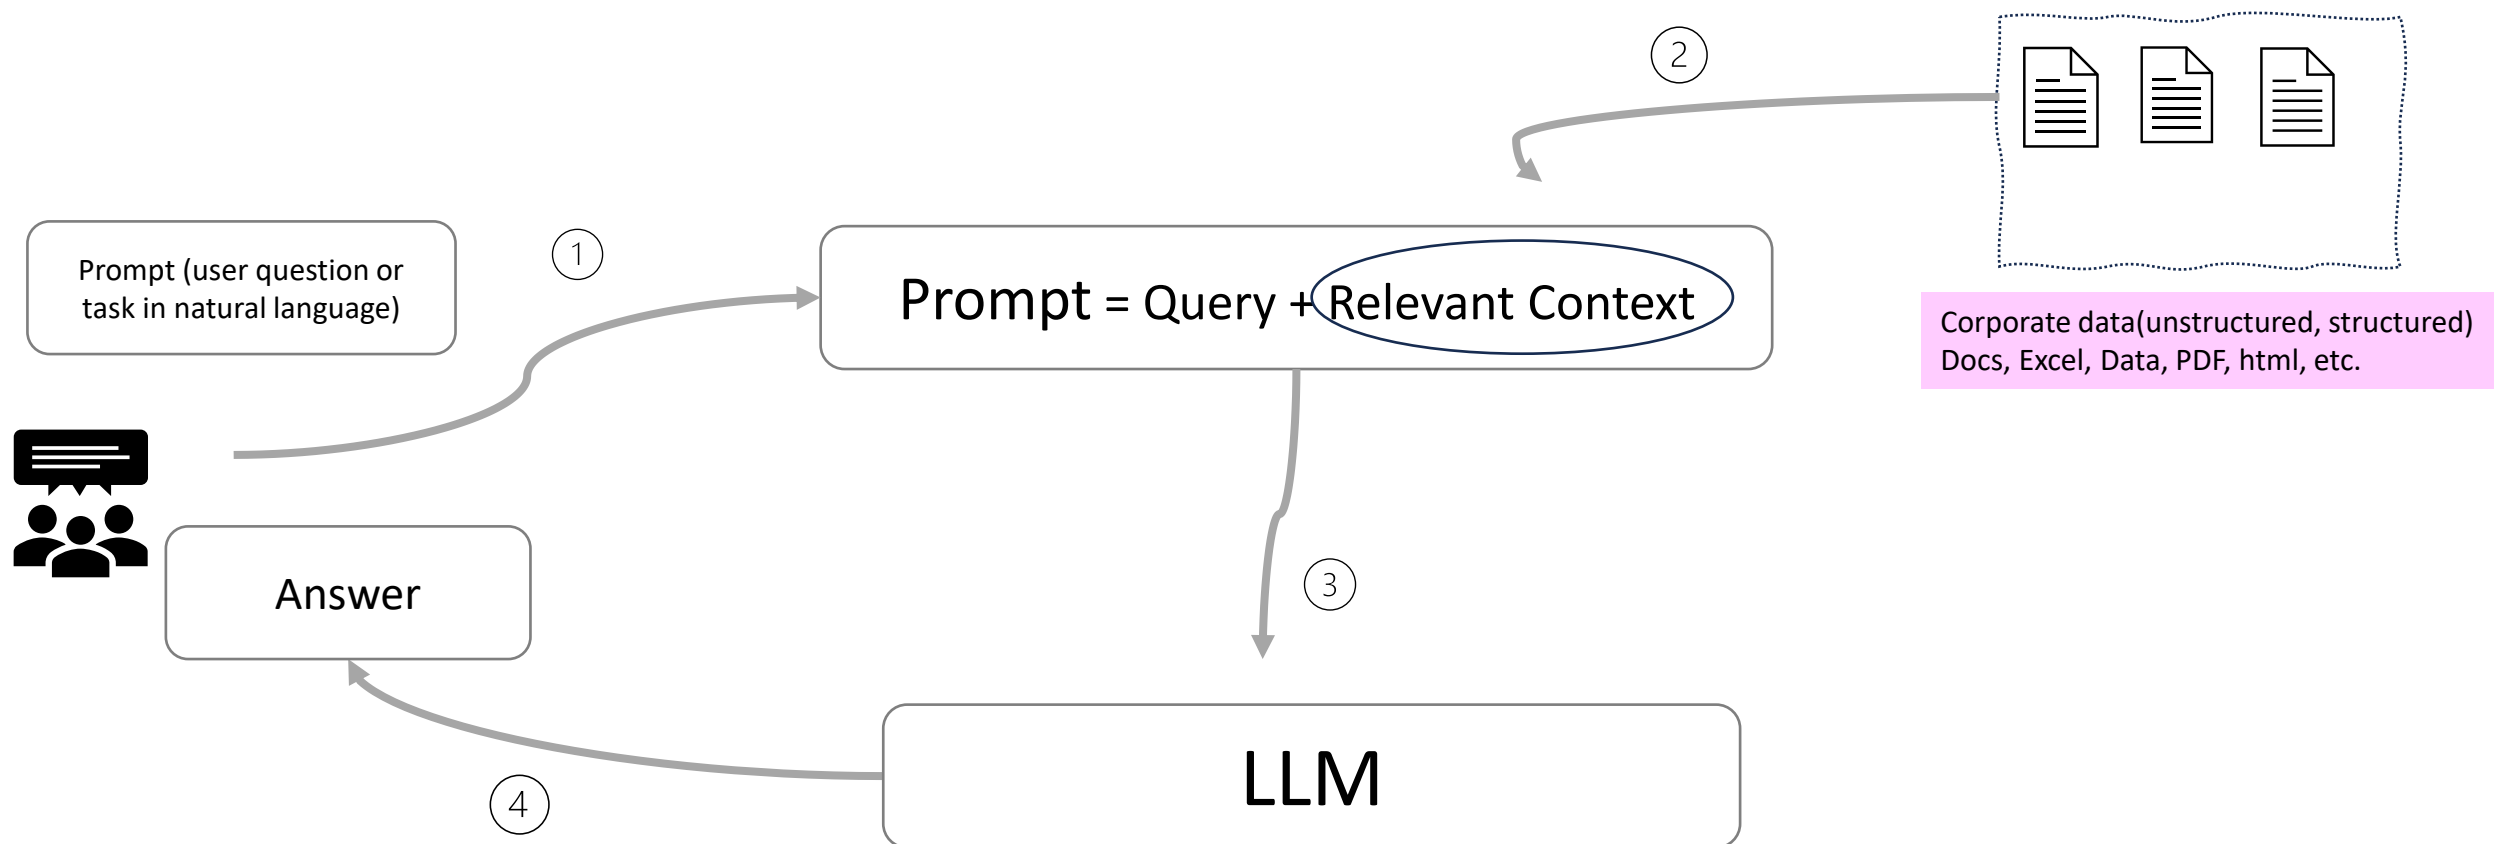 2
1
Prompt (user question or
task in natural language)
Prompt = Query + Relevant Context
Corporate data(unstructured, structured)
Docs, Excel, Data, PDF, html, etc.
Answer
3
LLM
4